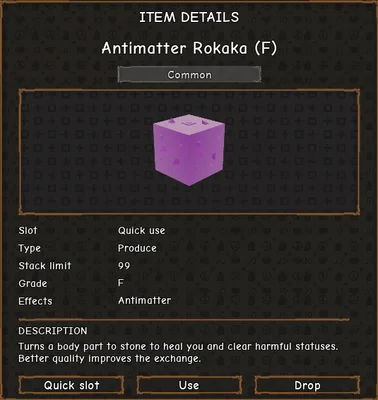 ITEM DETAILS
Antimatter Rokaka (F)
Common
Slot Quick use
Type Produce
Stack limit 99
Grade F
Effects Antimatter
DESCRIPTION
Turns a body part to stone to heal you and clear harmful statuses.
Better quality improves the exchange.
Quick slot Use Drop